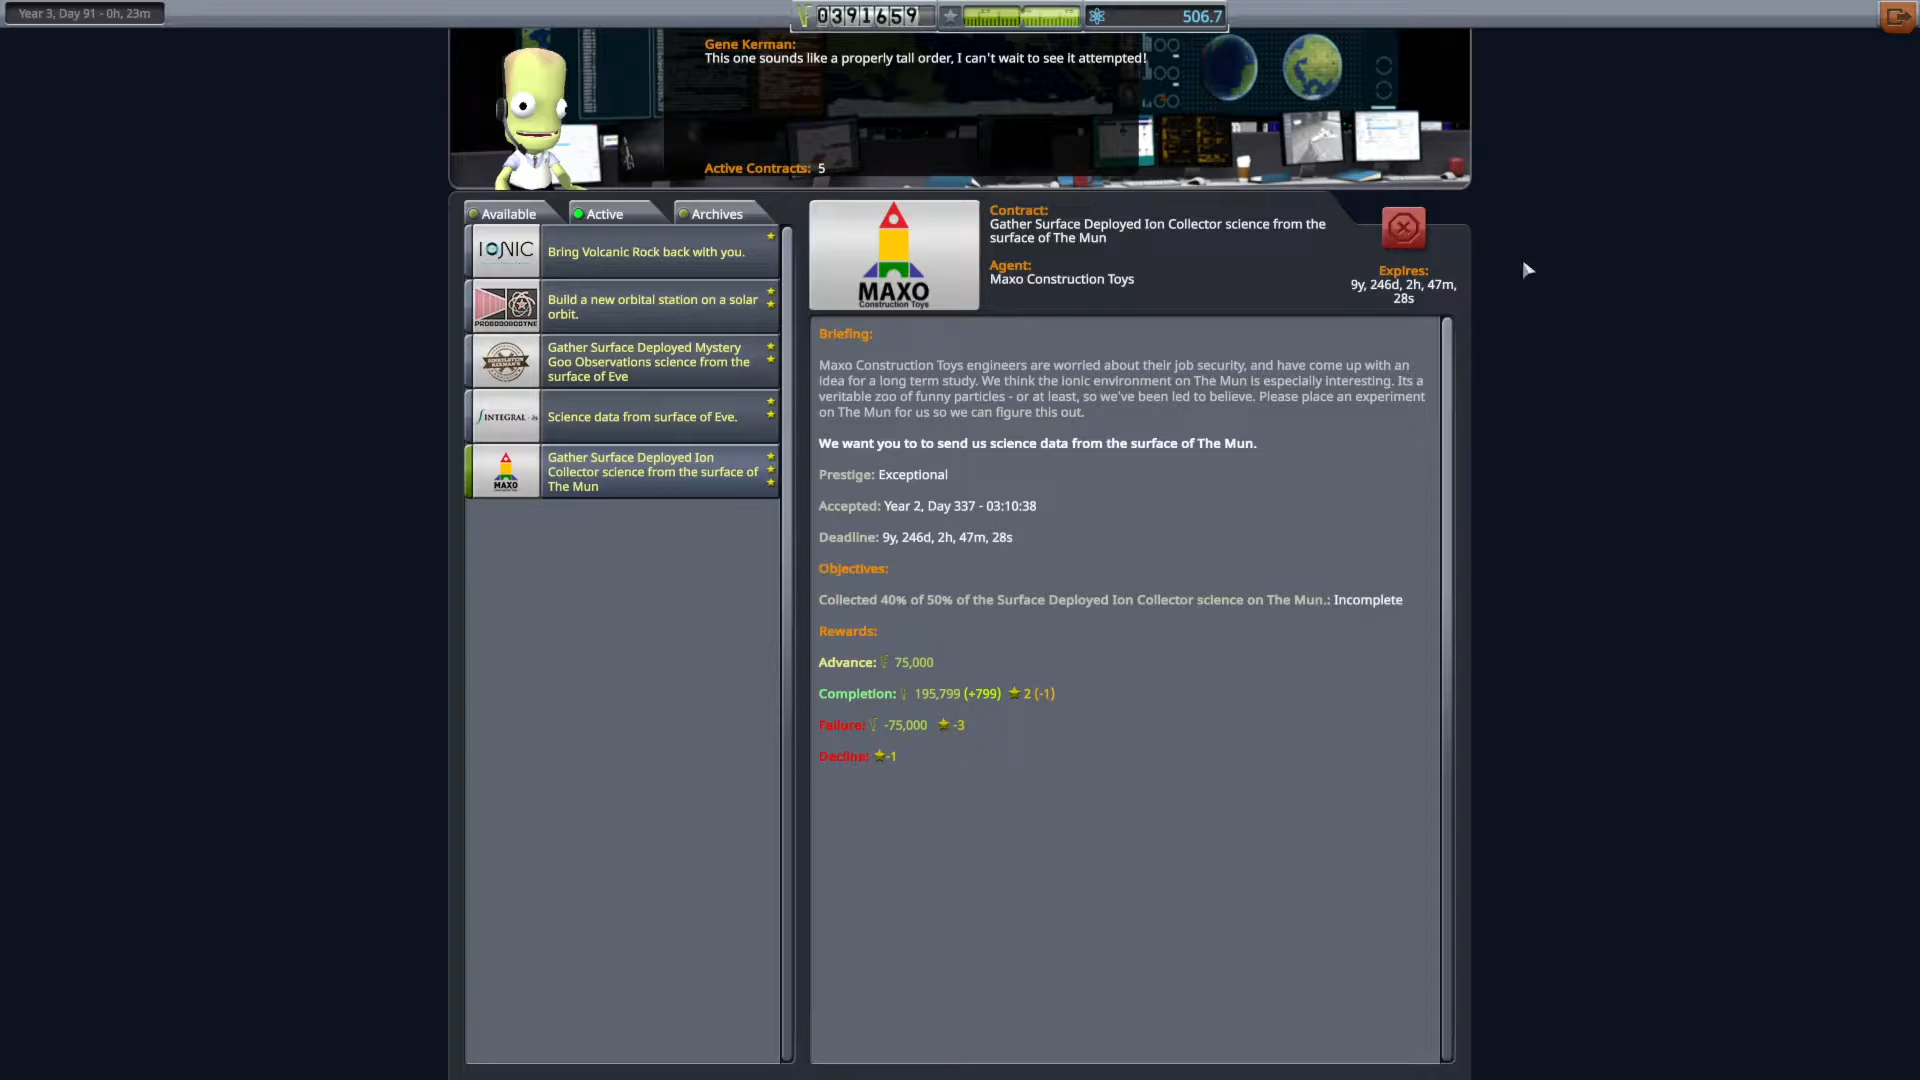 Year 3, Day 91 - 0h, 23m
0391659
506.7
Gene Kerman:
This one sounds like a properly tall order, I can't wait to see it attempted!
Active Contracts: 5
Available
Active
Archives
IONIC
Bring Volcanic Rock back with you.
PROBODOBODYNE
Build a new orbital station on a solar
orbit.
Gather Surface Deployed Mystery
Goo Observations science from the
surface of Eve
INTEGRAL
Science data from surface of Eve.
MAXO
Gather Surface Deployed Ion
Collector science from the surface of
The Mun
MAXO
Construction Toys
Contract:
Gather Surface Deployed Ion Collector science from the
surface of The Mun
Agent:
Maxo Construction Toys
Expires:
9y, 246d, 2h, 47m,
28s
Briefing:
Maxo Construction Toys engineers are worried about their job security, and have come up with an
idea for a long term study. We think the ionic environment on The Mun is especially interesting. Its a
veritable zoo of funny particles - or at least, so we've been led to believe. Please place an experiment
on The Mun for us so we can figure this out.
We want you to to send us science data from the surface of The Mun.
Prestige: Exceptional
Accepted: Year 2, Day 337 - 03:10:38
Deadline: 9y, 246d, 2h, 47m, 28s
Objectives:
Collected 40% of 50% of the Surface Deployed Ion Collector science on The Mun.: Incomplete
Rewards:
Advance: 75,000
Completion: 195,799 (+799) 2 (-1)
Failure: -75,000 -3
Decline: -1